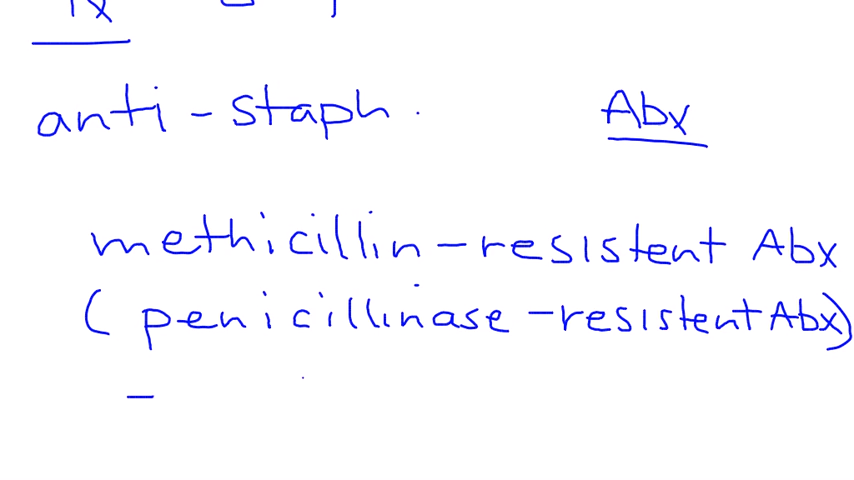 anti - staph. Abx
methicillin - resistent Abx
( penicillinase - resistent Abx)
-